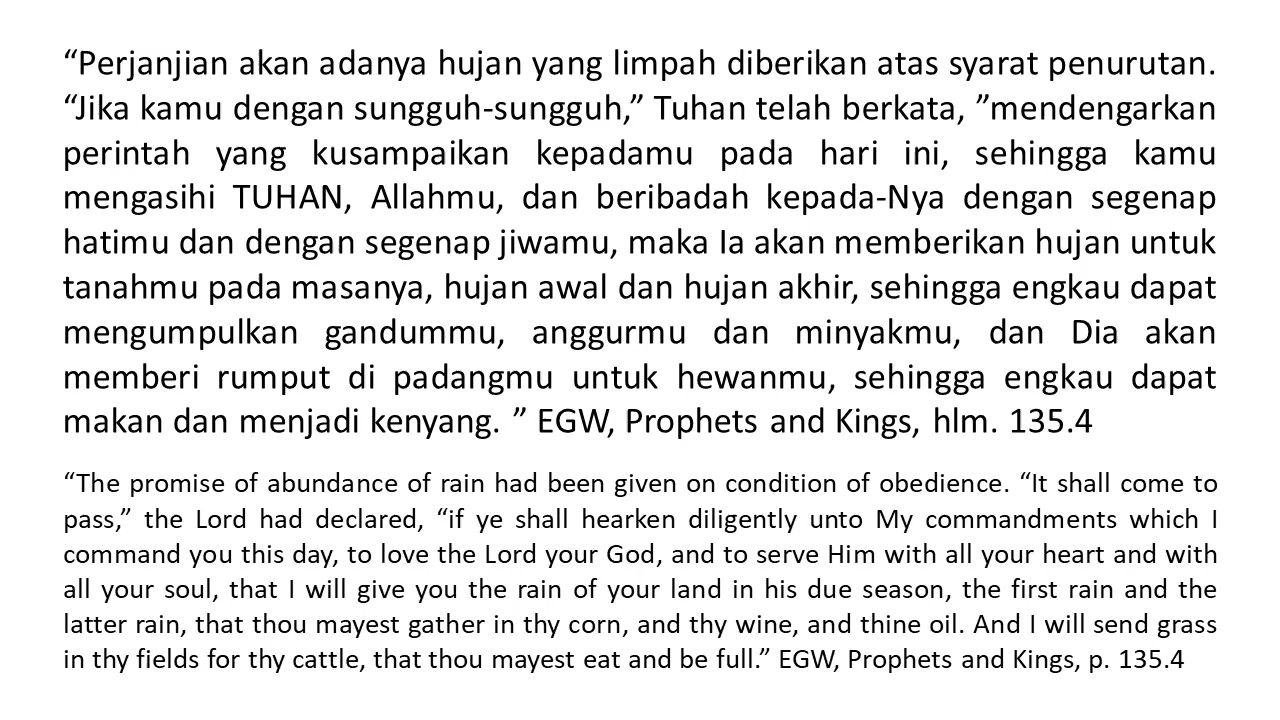 “Perjanjian akan adanya hujan yang limpah diberikan atas syarat penurutan.
“Jika kamu dengan sungguh-sungguh,” Tuhan telah berkata, ”mendengarkan
perintah yang kusampaikan kepadamu pada hari ini, sehingga kamu
mengasihi TUHAN, Allahmu, dan beribadah kepada-Nya dengan segenap
hatimu dan dengan segenap jiwamu, maka Ia akan memberikan hujan untuk
tanahmu pada masanya, hujan awal dan hujan akhir, sehingga engkau dapat
mengumpulkan gandummu, anggurmu dan minyakmu, dan Dia akan
memberi rumput di padangmu untuk hewanmu, sehingga engkau dapat
makan dan menjadi kenyang. ” EGW, Prophets and Kings, hlm. 135.4
“The promise of abundance of rain had been given on condition of obedience. “It shall come to
pass,” the Lord had declared, “if ye shall hearken diligently unto My commandments which I
command you this day, to love the Lord your God, and to serve Him with all your heart and with
all your soul, that I will give you the rain of your land in his due season, the first rain and the
latter rain, that thou mayest gather in thy corn, and thy wine, and thine oil. And I will send grass
in thy fields for thy cattle, that thou mayest eat and be full.” EGW, Prophets and Kings, p. 135.4